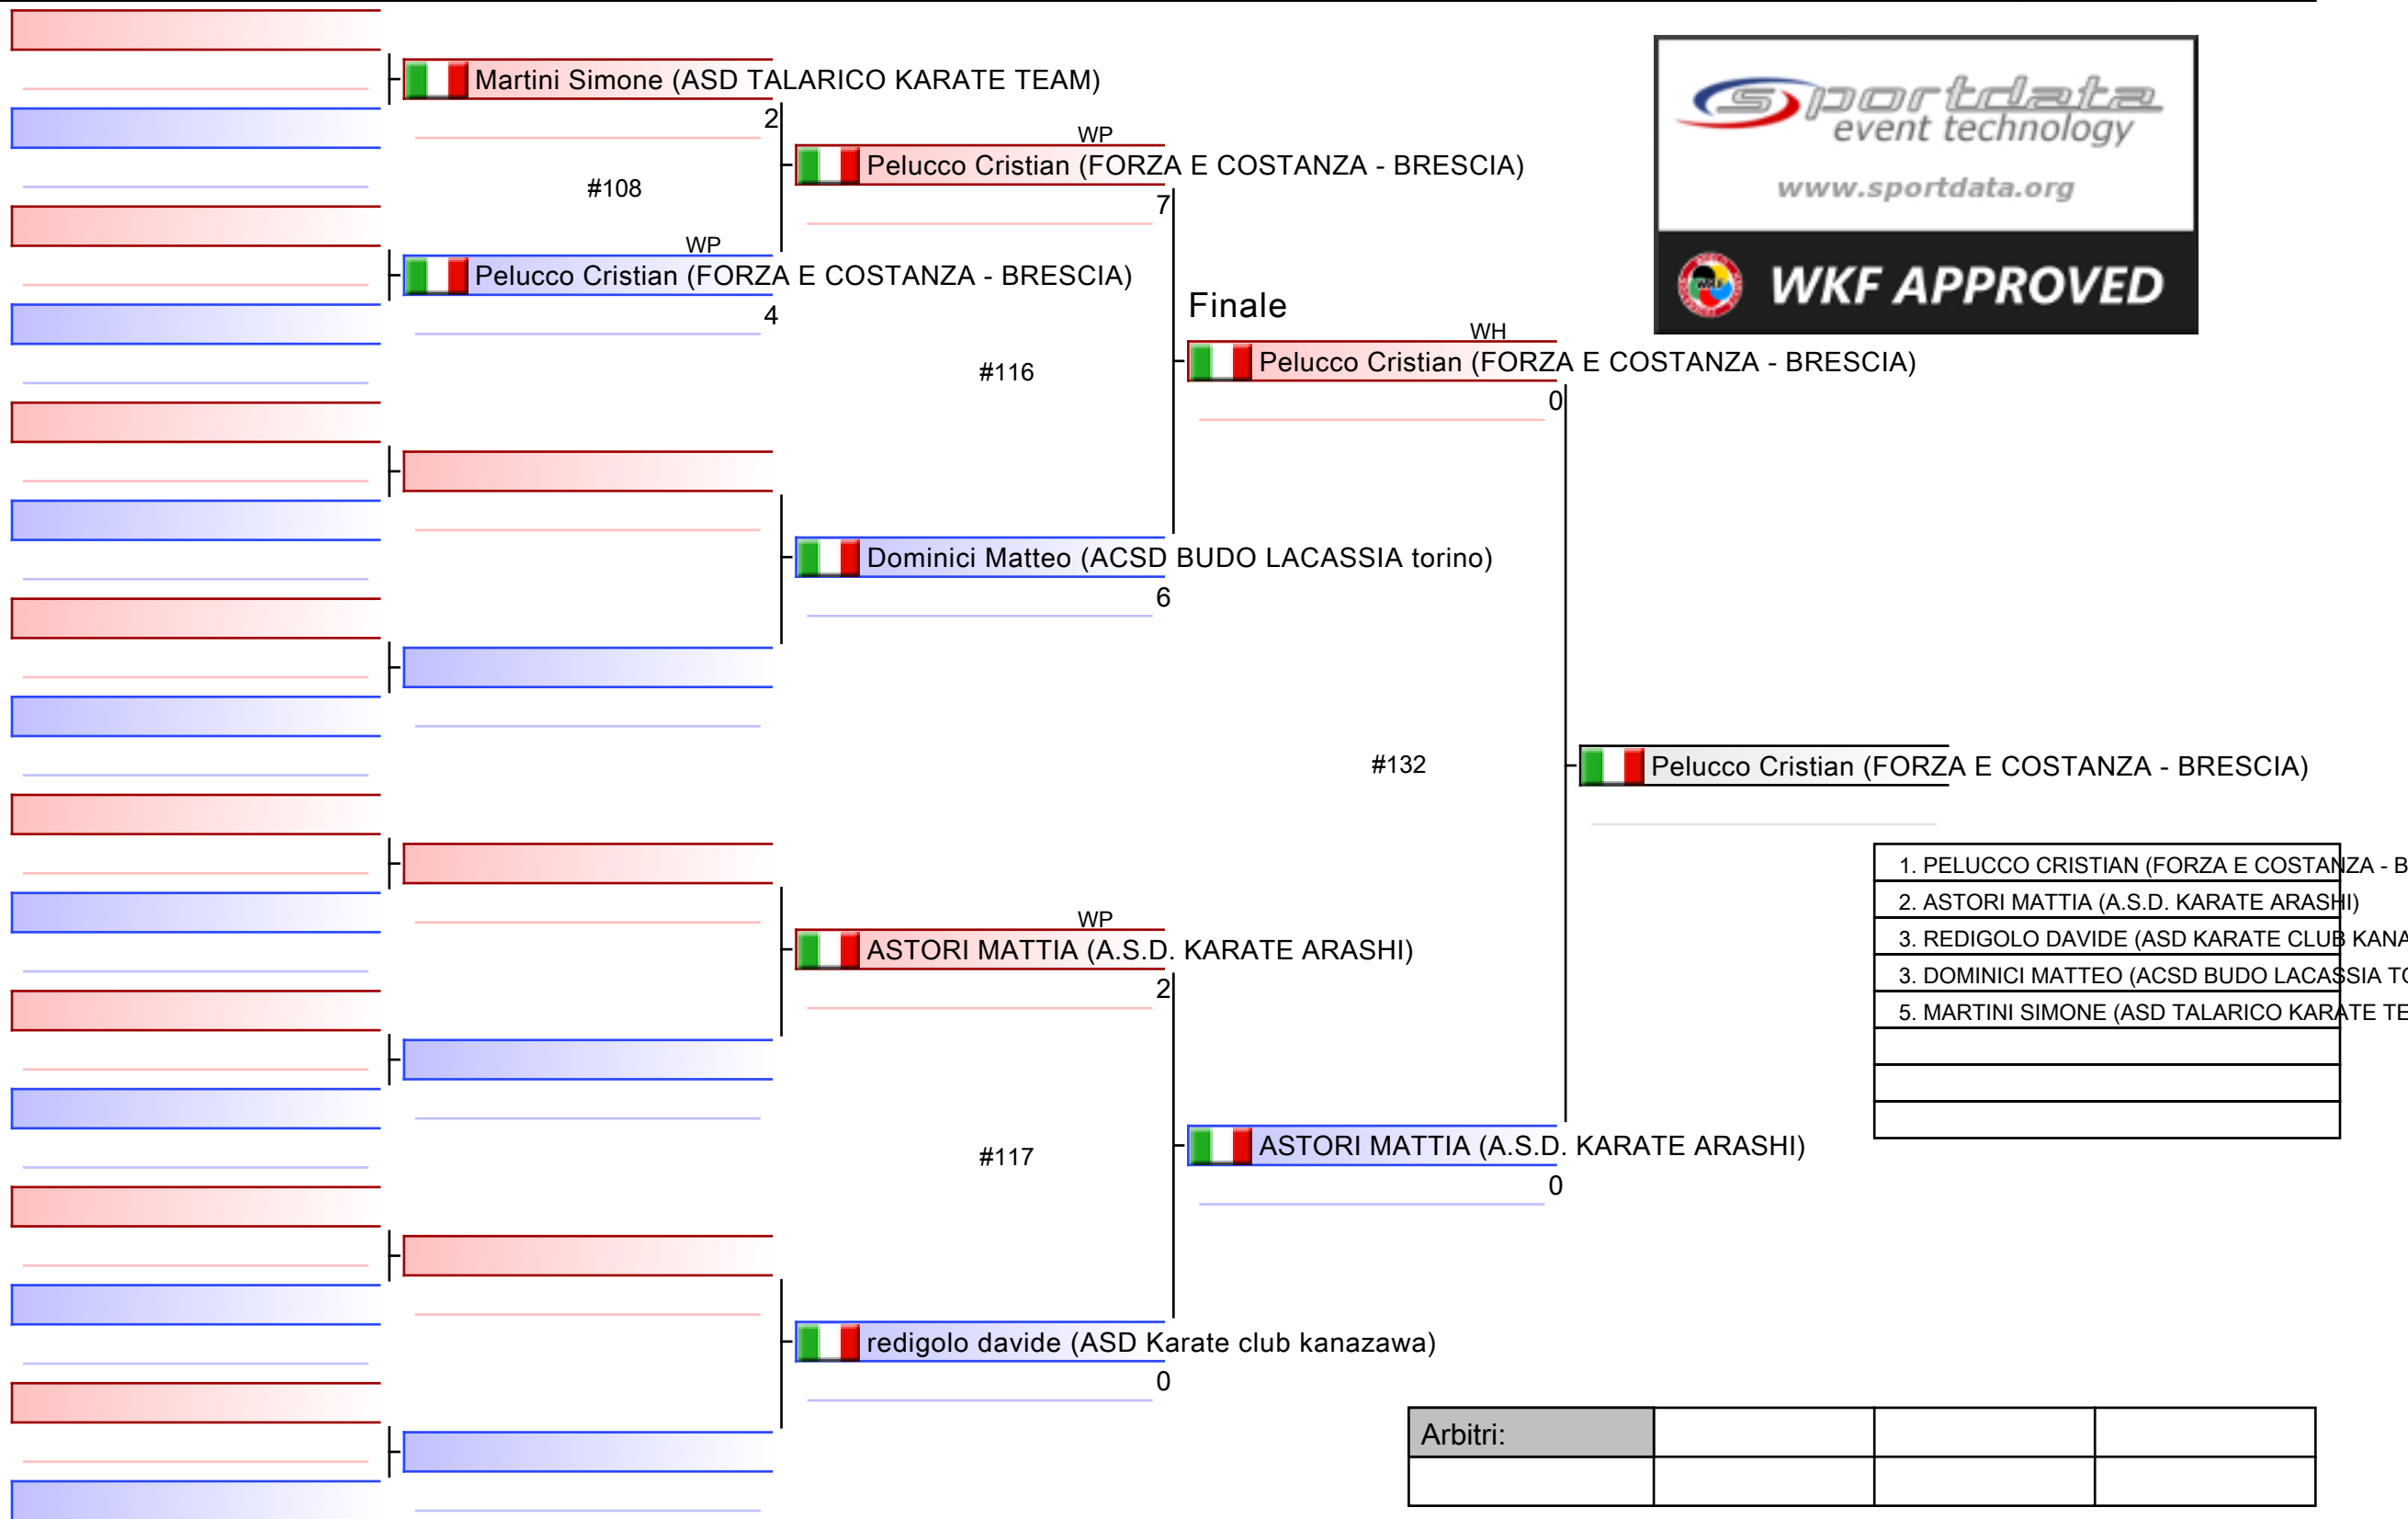 Martini Simone (ASD TALARICO KARATE TEAM)
2
#108
WP
Pelucco Cristian (FORZA E COSTANZA - BRESCIA)
4
WP
Pelucco Cristian (FORZA E COSTANZA - BRESCIA)
7
#116
Dominici Matteo (ACSD BUDO LACASSIA torino)
6
WP
ASTORI MATTIA (A.S.D. KARATE ARASHI)
2
#117
redigolo davide (ASD Karate club kanazawa)
0
Finale
WH
Pelucco Cristian (FORZA E COSTANZA - BRESCIA)
0
#132
ASTORI MATTIA (A.S.D. KARATE ARASHI)
0
Pelucco Cristian (FORZA E COSTANZA - BRESCIA)
sportdata
event technology
www.sportdata.org
WKF APPROVED
1. PELUCCO CRISTIAN (FORZA E COSTANZA - B
2. ASTORI MATTIA (A.S.D. KARATE ARASHI)
3. REDIGOLO DAVIDE (ASD KARATE CLUB KANA
3. DOMINICI MATTEO (ACSD BUDO LACASSIA TO
5. MARTINI SIMONE (ASD TALARICO KARATE TE
Arbitri: